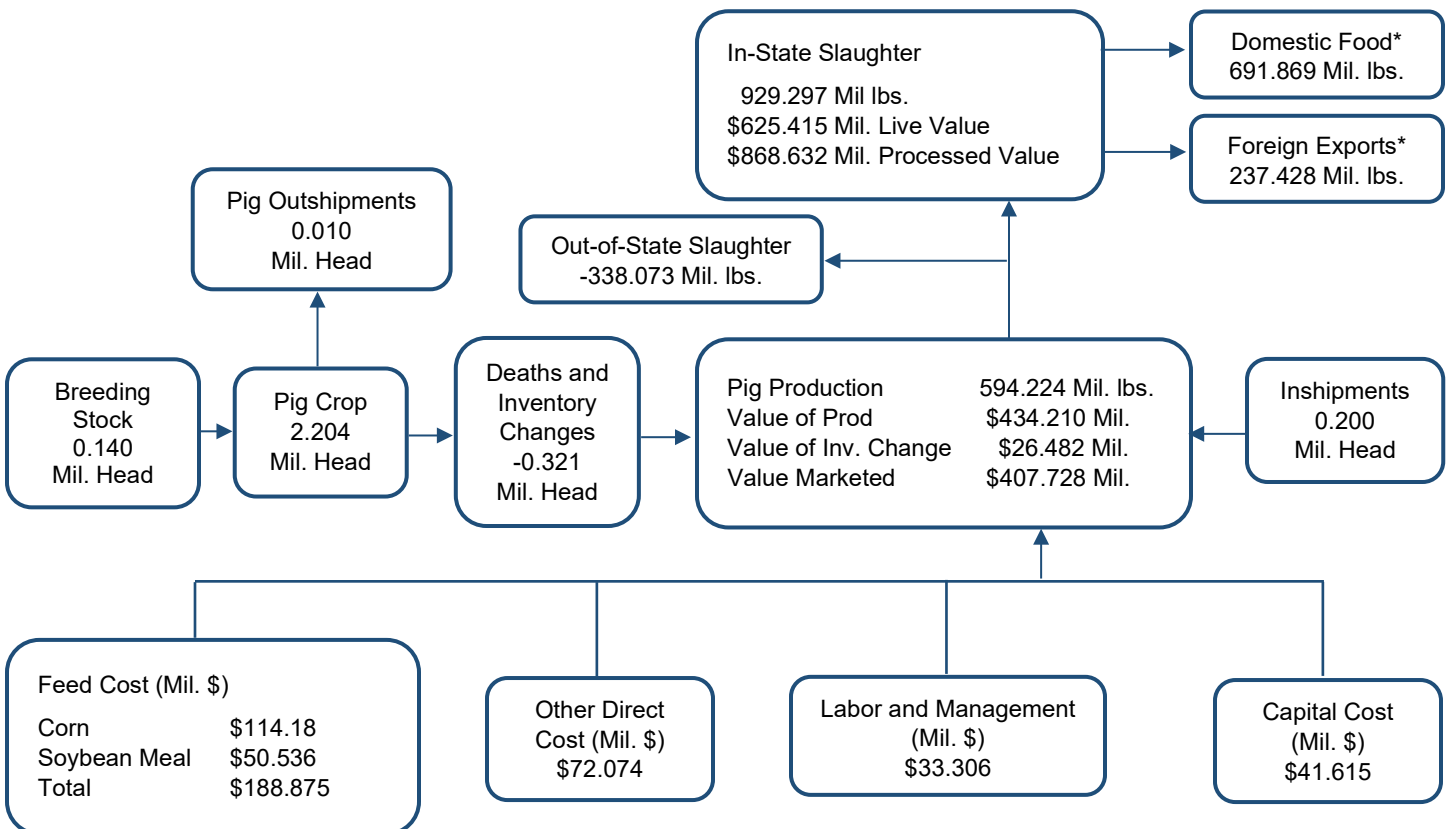 In-State Slaughter
929.297 Mil lbs.
$625.415 Mil. Live Value
$868.632 Mil. Processed Value
Domestic Food*
691.869 Mil. lbs.
Foreign Exports*
237.428 Mil. lbs.
Pig Outshipments
0.010
Mil. Head
Out-of-State Slaughter
-338.073 Mil. lbs.
Breeding
Stock
0.140
Mil. Head
Pig Crop
2.204
Mil. Head
Deaths and
Inventory
Changes
-0.321
Mil. Head
Pig Production 594.224 Mil. lbs.
Value of Prod $434.210 Mil.
Value of Inv. Change $26.482 Mil.
Value Marketed $407.728 Mil.
Inshipments
0.200
Mil. Head
Feed Cost (Mil. $)
Corn $114.18
Soybean Meal $50.536
Total $188.875
Other Direct
Cost (Mil. $)
$72.074
Labor and Management
(Mil. $)
$33.306
Capital Cost
(Mil. $)
$41.615